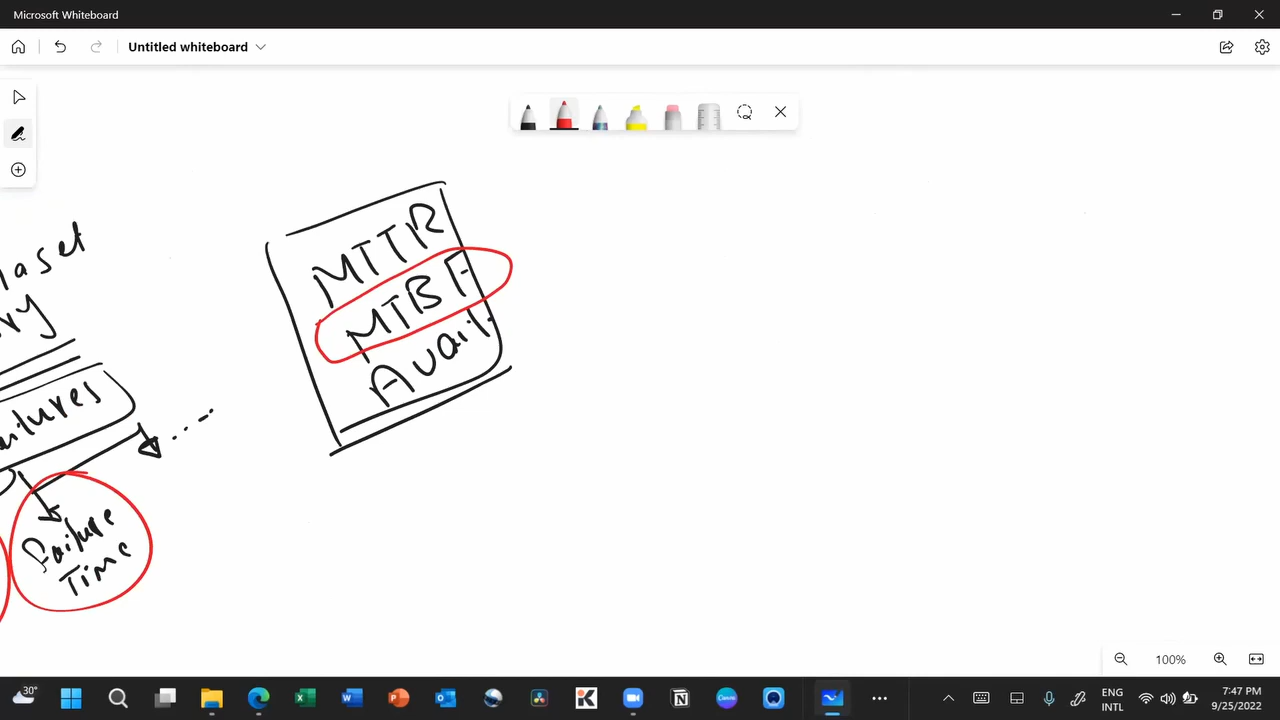 Microsoft Whiteboard
Untitled whiteboard
MTTR
MTBF
Avail.
Failure
Time
100%
30°
ENG
INTL
7:47 PM
9/25/2022